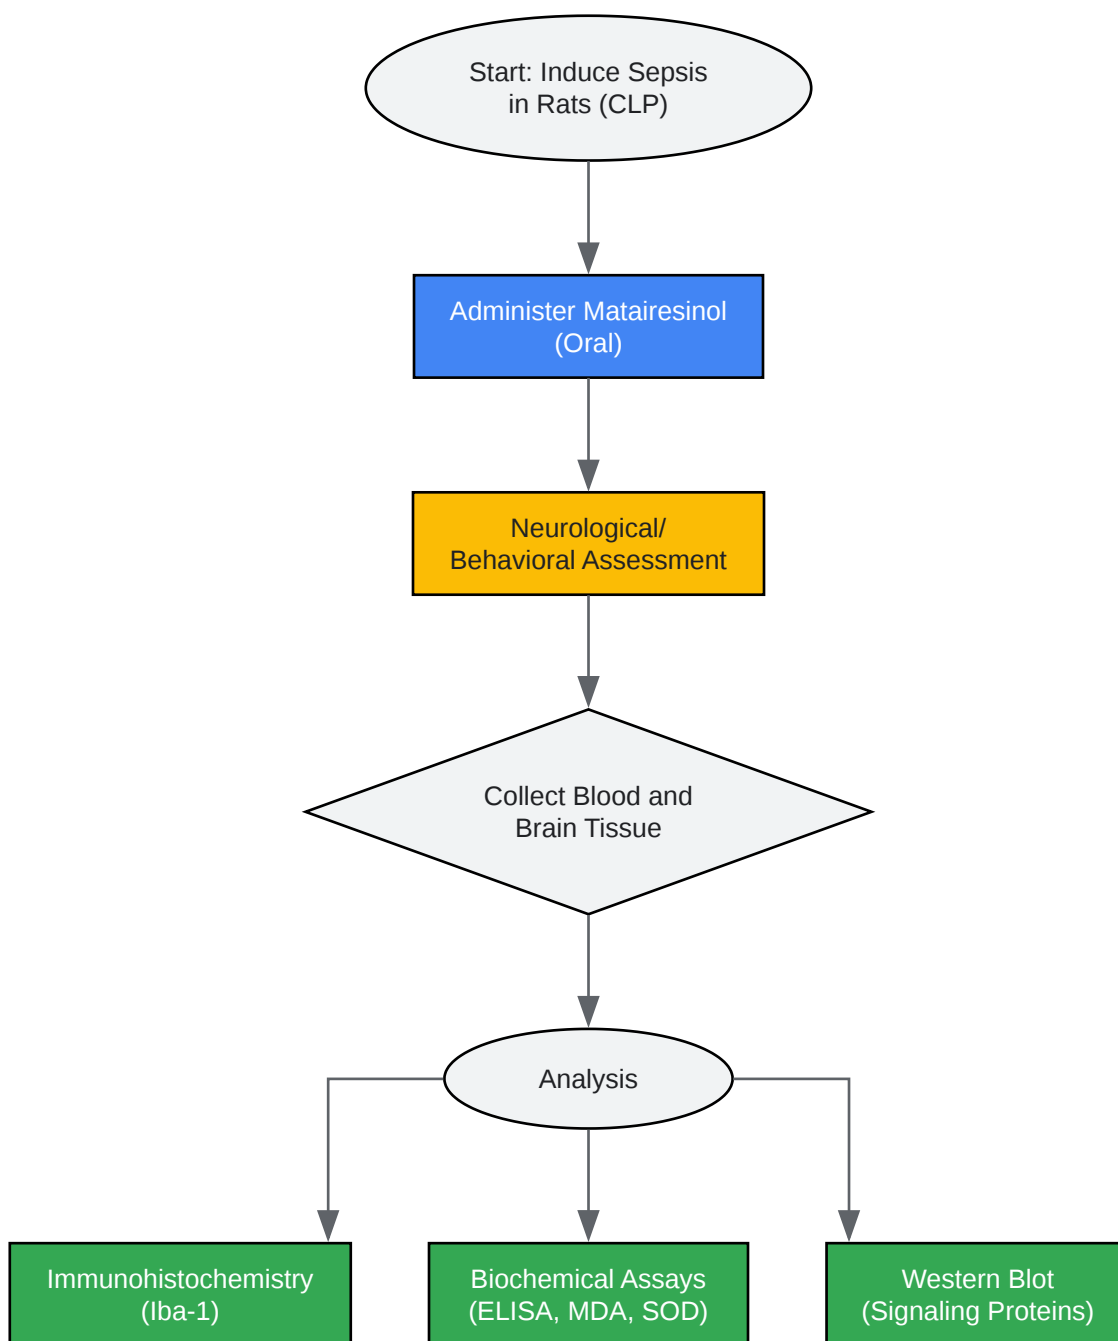 Start: Induce Sepsis
in Rats (CLP)
Administer Matairesinol
(Oral)
Neurological/
Behavioral Assessment
Collect Blood and
Brain Tissue
Analysis
Immunohistochemistry
(Iba-1)
Biochemical Assays
(ELISA, MDA, SOD)
Western Blot
(Signaling Proteins)